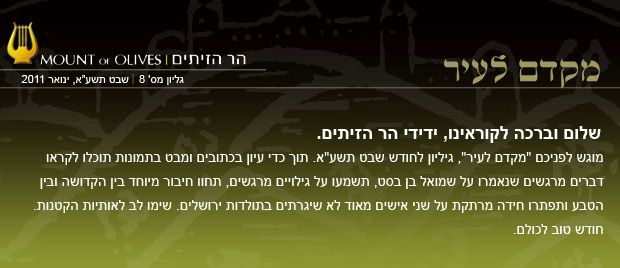 MOUNT OF OLIVES | הר הזיתים
גליון מס' 8 | שבט תשע"א, ינואר 2011
מקדם לעיר
שלום וברכה לקוראינו, ידידי הר הזיתים.
מוגש לפניכם "מקדם לעיר", גיליון לחודש שבט תשע"א. תוך כדי עיון בכתובים ומבט בתמונות תוכלו לקראו
דברים מרגשים שנאמרו על שמואל בן בסט, תשמעו על גילויים מרגשים, תחוו חיבור מיוחד בין הקדושה ובין
הטבע ותפתרו חידה מרתקת על שני אישים מאוד לא שיגרתים בתולדות ירושלים. שימו לב לאותיות הקטנות.
חודש טוב לכולם.